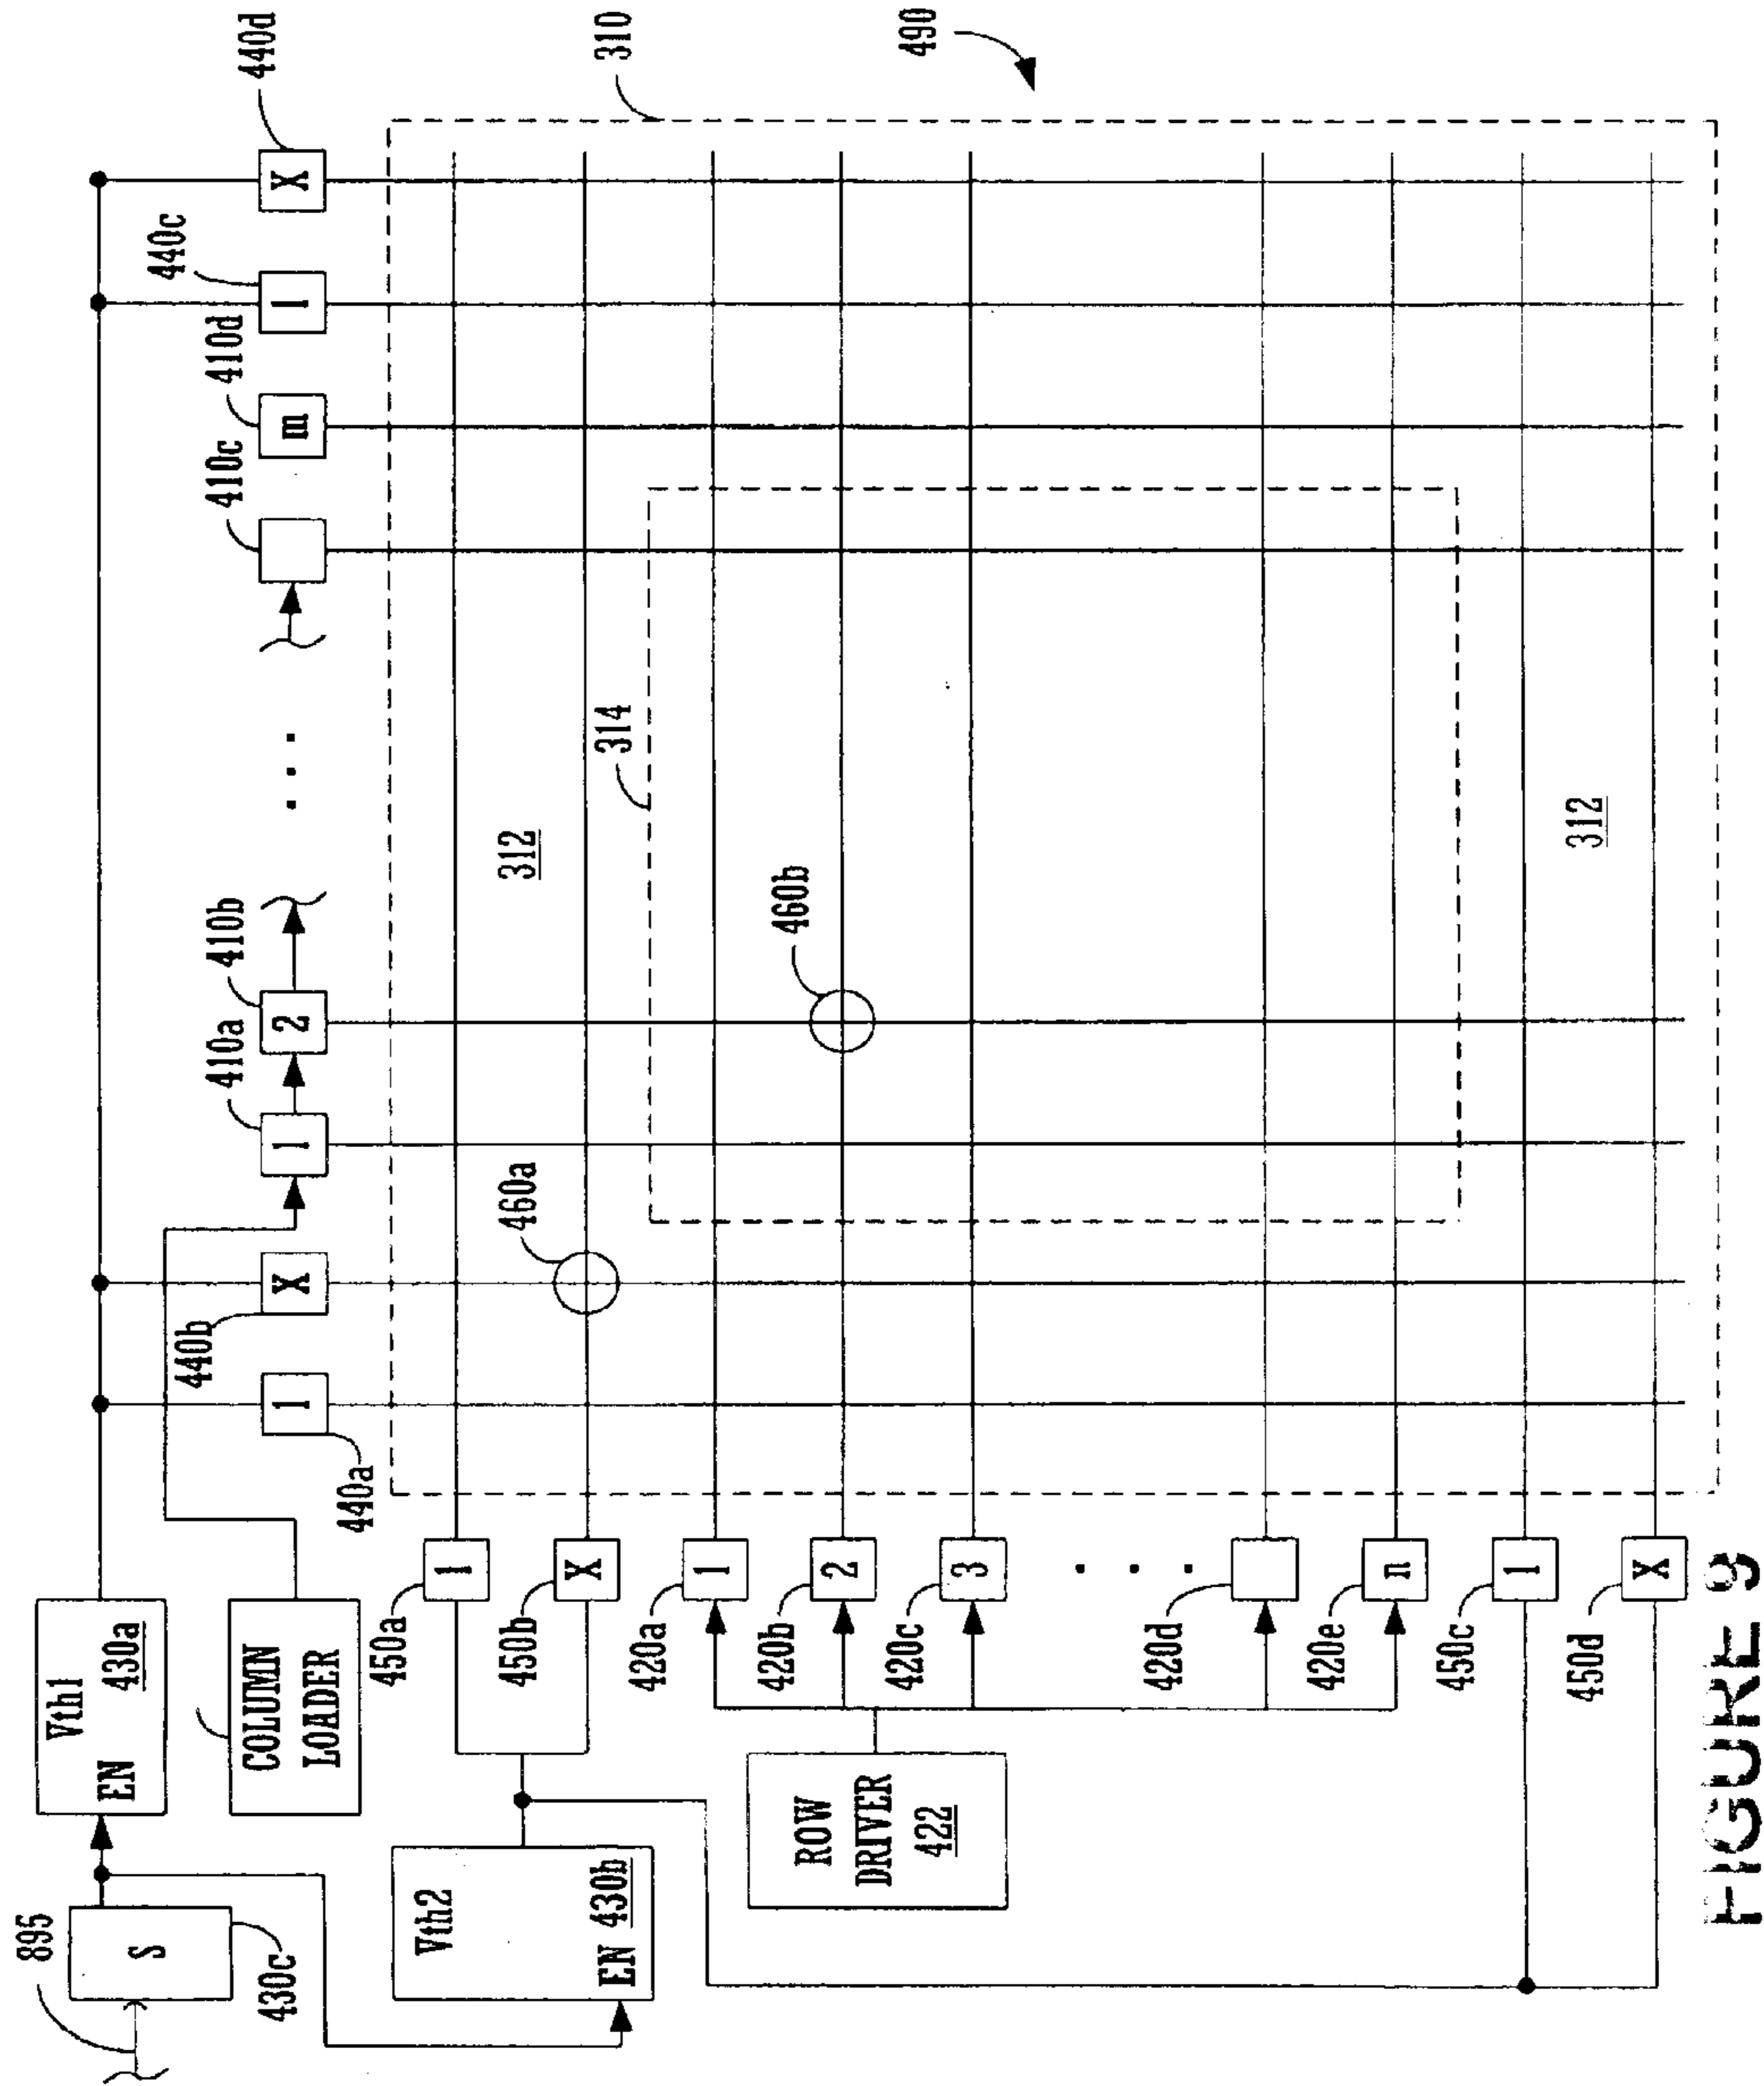 895
S
430c
Vth1
EN 430a
COLUMN
LOADER
440a
1
440b
X
410a
1
410b
2
. . .
410c
410d
m
440c
1
440d
X
310
490
Vth2
EN 430b
450a
1
450b
X
312
460a
314
ROW
DRIVER
422
420a
1
420b
2
460b
420c
3
. . .
420d
420e
n
450c
1
312
450d
X
FIGURE 9